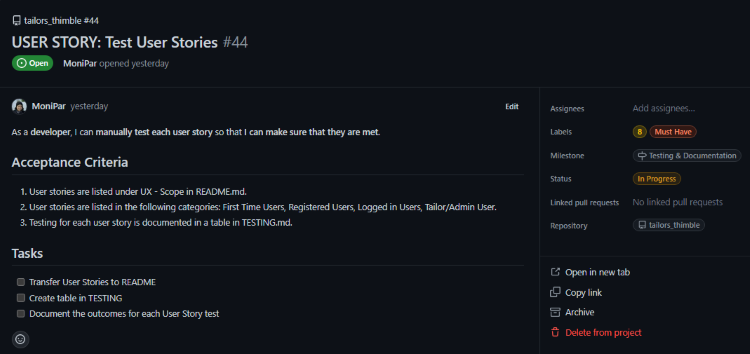 tailors_thimble #44
USER STORY: Test User Stories #44
Open MoniPar opened yesterday
MoniPar yesterday Edit
As a developer, I can manually test each user story so that I can make sure that they are met.
Acceptance Criteria
1. User stories are listed under UX - Scope in README.md.
2. User stories are listed in the following categories: First Time Users, Registered Users, Logged in Users, Tailor/Admin User.
3. Testing for each user story is documented in a table in TESTING.md.
Tasks
Transfer User Stories to README
Create table in TESTING
Document the outcomes for each User Story test
Assignees Add assignees...
Labels 8 Must Have
Milestone Testing & Documentation
Status In Progress
Linked pull requests No linked pull requests
Repository tailors_thimble
Open in new tab
Copy link
Archive
Delete from project